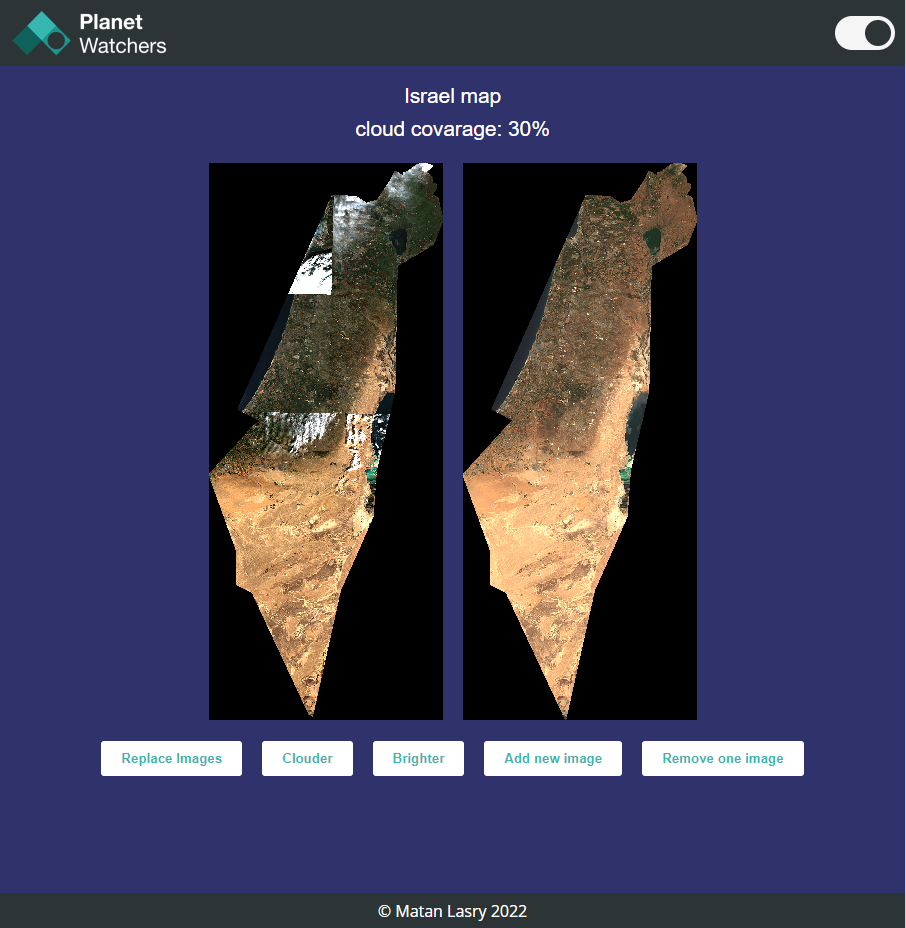 Planet
Watchers
Israel map
cloud covarage: 30%
Replace Images
Clouder
Brighter
Add new image
Remove one image
© Matan Lasry 2022